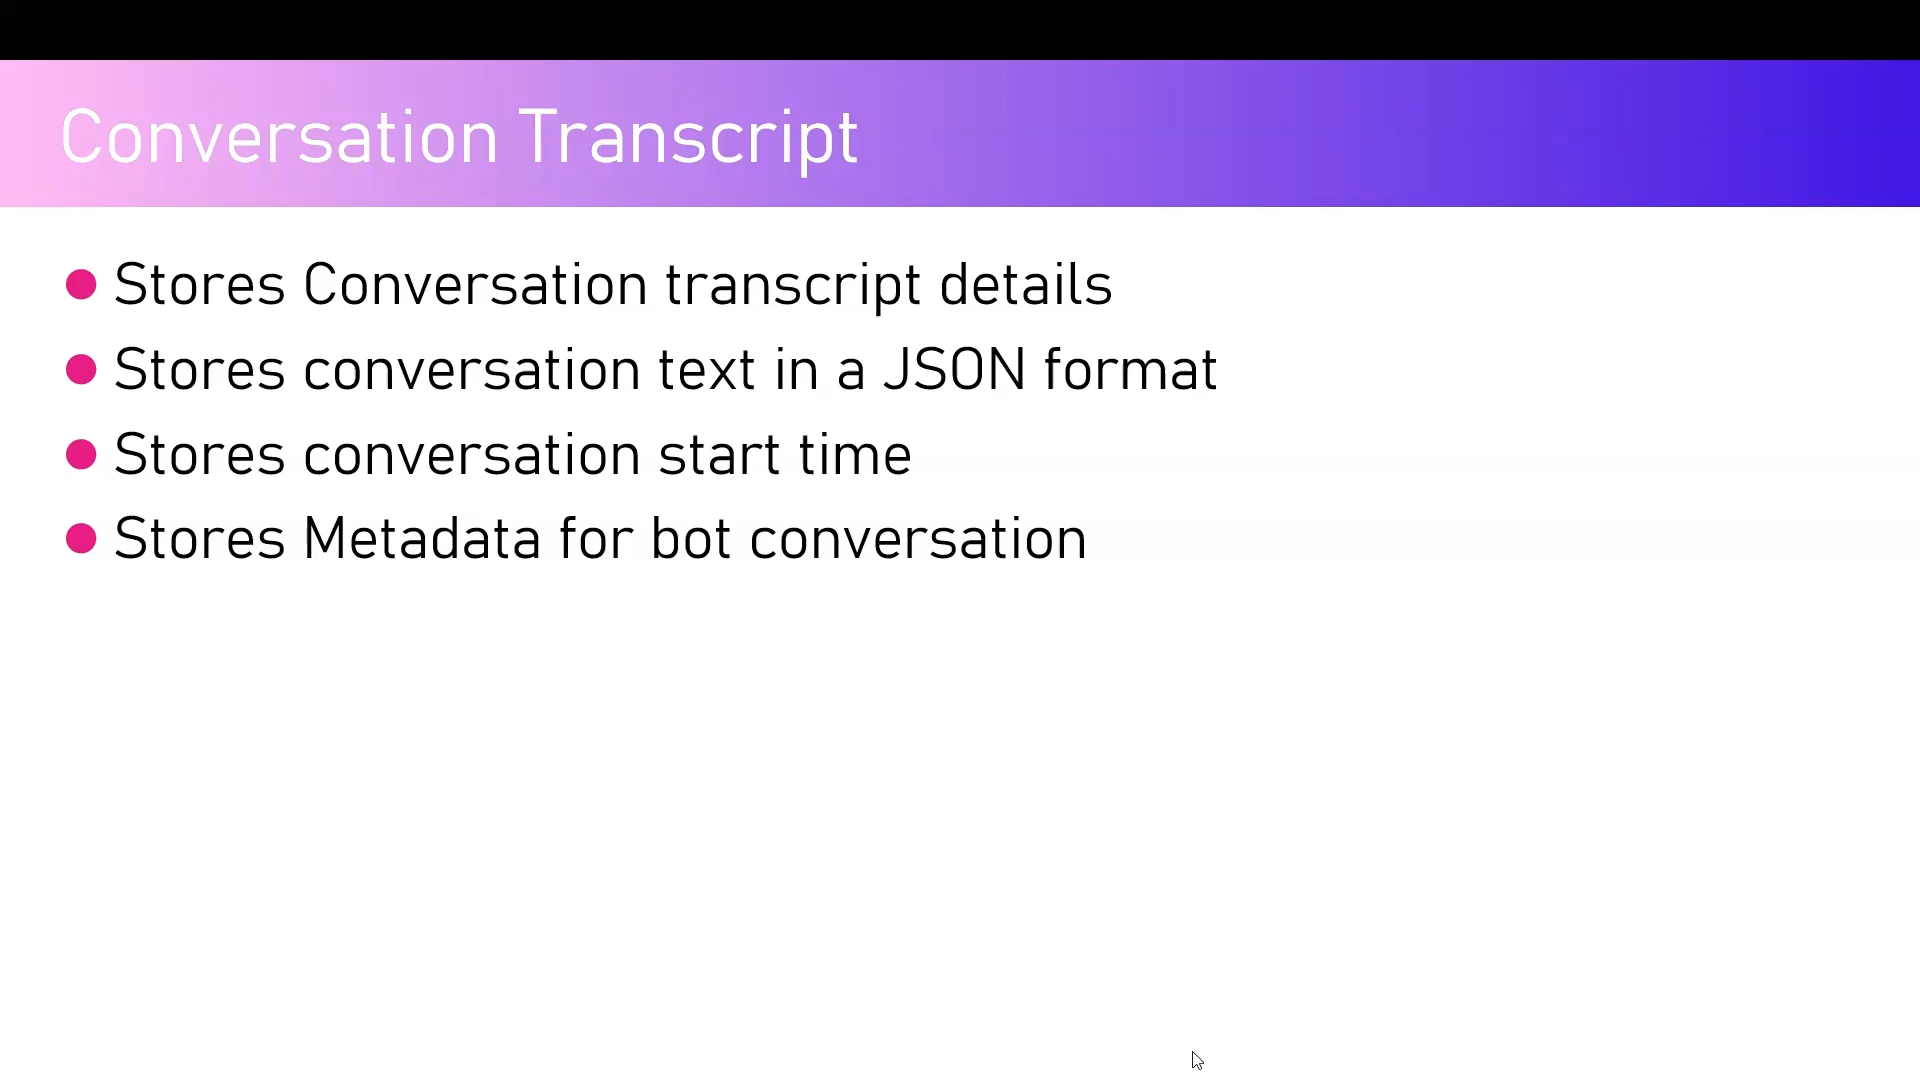 Conversation Transcript
Stores Conversation transcript details
Stores conversation text in a JSON format
Stores conversation start time
Stores Metadata for bot conversation